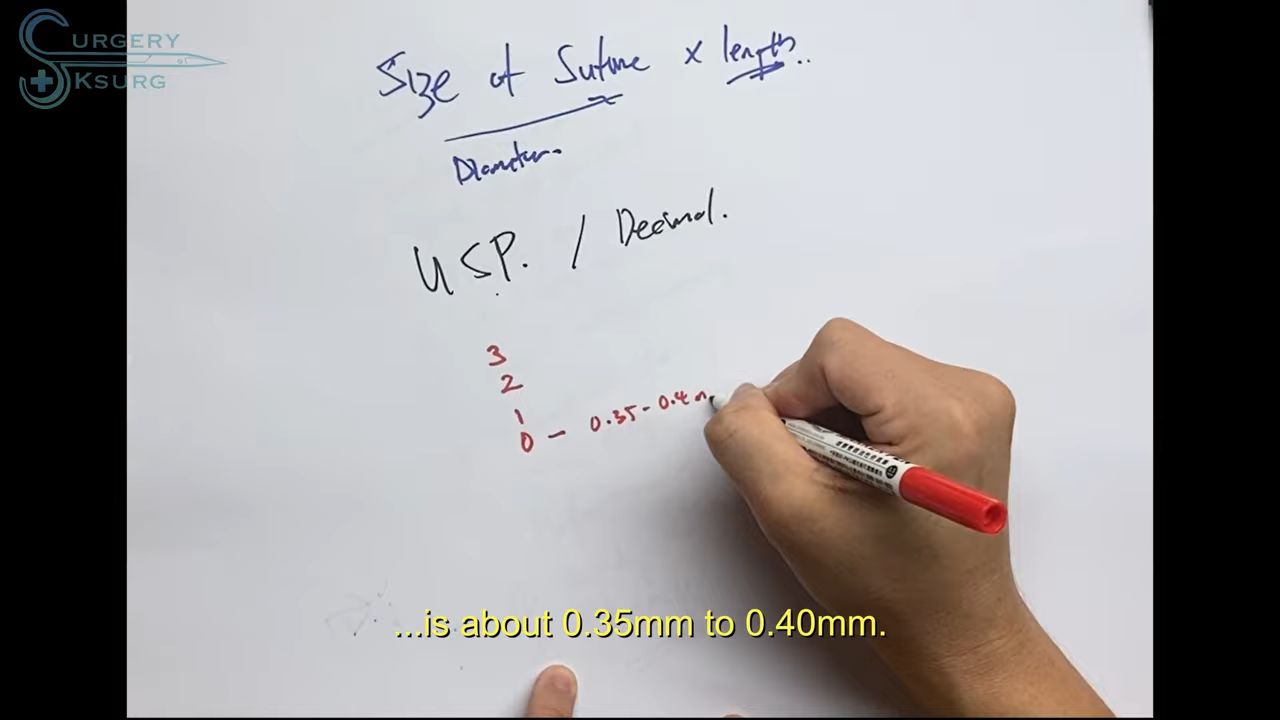 SURGERY
SKSURG
Size of Suture x length..
Diameter.
USP. / Decimal.
3
2
1
0 - 0.35 - 0.4 m
...is about 0.35mm to 0.40mm.